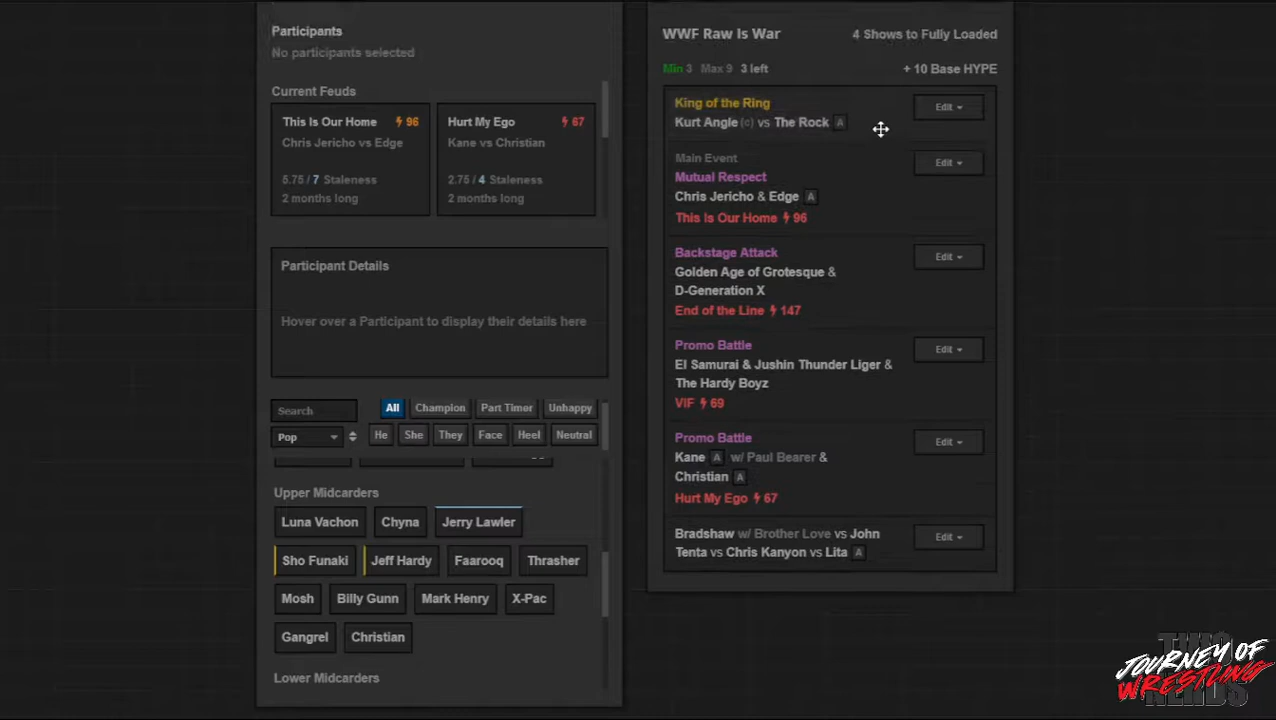 Participants
No participants selected
Current Feuds
This Is Our Home 96
Chris Jericho vs Edge
5.75 / 7 Staleness
2 months long
Hurt My Ego 67
Kane vs Christian
2.75 / 4 Staleness
2 months long
Participant Details
Hover over a Participant to display their details here
Search
All Champion Part Timer Unhappy
Pop
He She They Face Heel Neutral
Upper Midcarders
Luna Vachon Chyna Jerry Lawler
Sho Funaki Jeff Hardy Faarooq Thrasher
Mosh Billy Gunn Mark Henry X-Pac
Gangrel Christian
Lower Midcarders
WWF Raw Is War 4 Shows to Fully Loaded
Min 3 Max 9 3 left + 10 Base HYPE
King of the Ring
Kurt Angle (c) vs The Rock A
Edit
Main Event
Mutual Respect
Chris Jericho & Edge A
This Is Our Home 96
Edit
Backstage Attack
Golden Age of Grotesque &
D-Generation X
End of the Line 147
Edit
Promo Battle
El Samurai & Jushin Thunder Liger &
The Hardy Boyz
VIF 69
Edit
Promo Battle
Kane A w/ Paul Bearer &
Christian A
Hurt My Ego 67
Edit
Bradshaw w/ Brother Love vs John
Tenta vs Chris Kanyon vs Lita A
Edit
JOURNEY OF
WRESTLING
NERDS